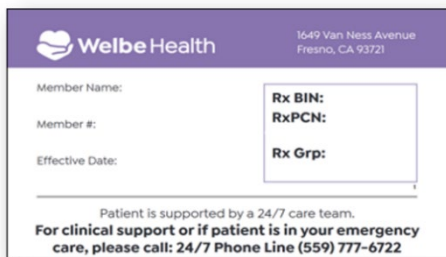 WelbeHealth
1649 Van Ness Avenue
Fresno, CA 93721
Member Name:
Member #:
Effective Date:
Rx BIN:
RxPCN:
Rx Grp:
Patient is supported by a 24/7 care team.
For clinical support or if patient is in your emergency
care, please call: 24/7 Phone Line (559) 777-6722